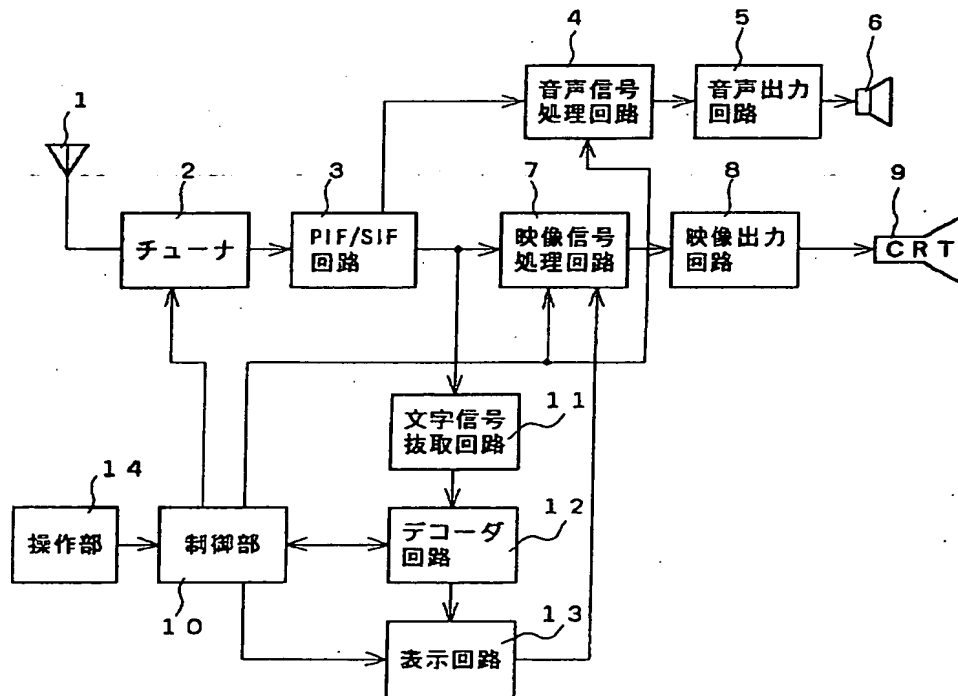 4
5
6
音声信号
処理回路
音声出力
回路
1
2
3
7
8
9
チューナ
PIF/SIF
回路
映像信号
処理回路
映像出力
回路
CRT
11
文字信号
抜取回路
14
12
操作部
制御部
デコーダ
回路
10
13
表示回路